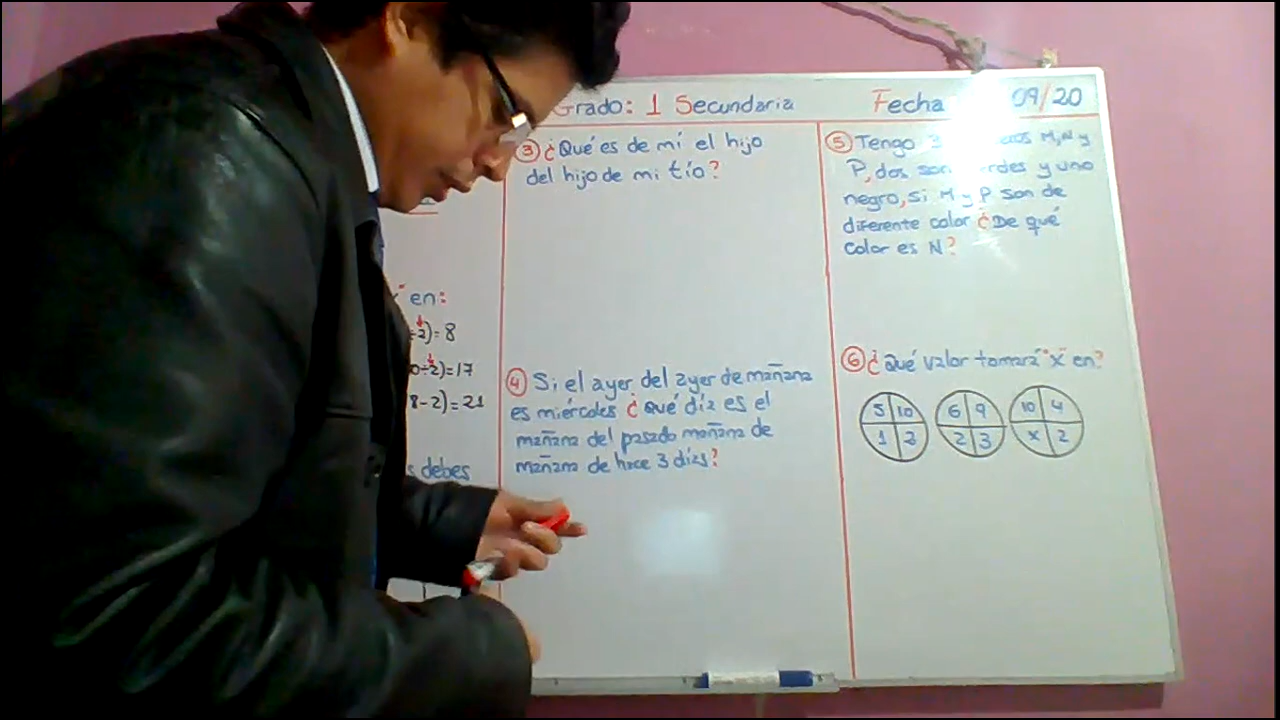 Grado: 1 Secundaria
Fecha 09/20
en:
÷2)=8
0÷2)=17
8-2)=21
debes
③ ¿Qué es de mí el hijo
del hijo de mi tío?
④ Si el ayer del ayer de mañana
es miércoles ¿Qué día es el
mañana del pasado mañana de
mañana de hace 3 días?
⑤ Tengo M,N y
P, dos son y uno
negro, si M y P son de
diferente color ¿De qué
color es N?
⑥ ¿Qué valor tomará "x" en?
5 10 6 9 10 4
1 2 2 3 x 2